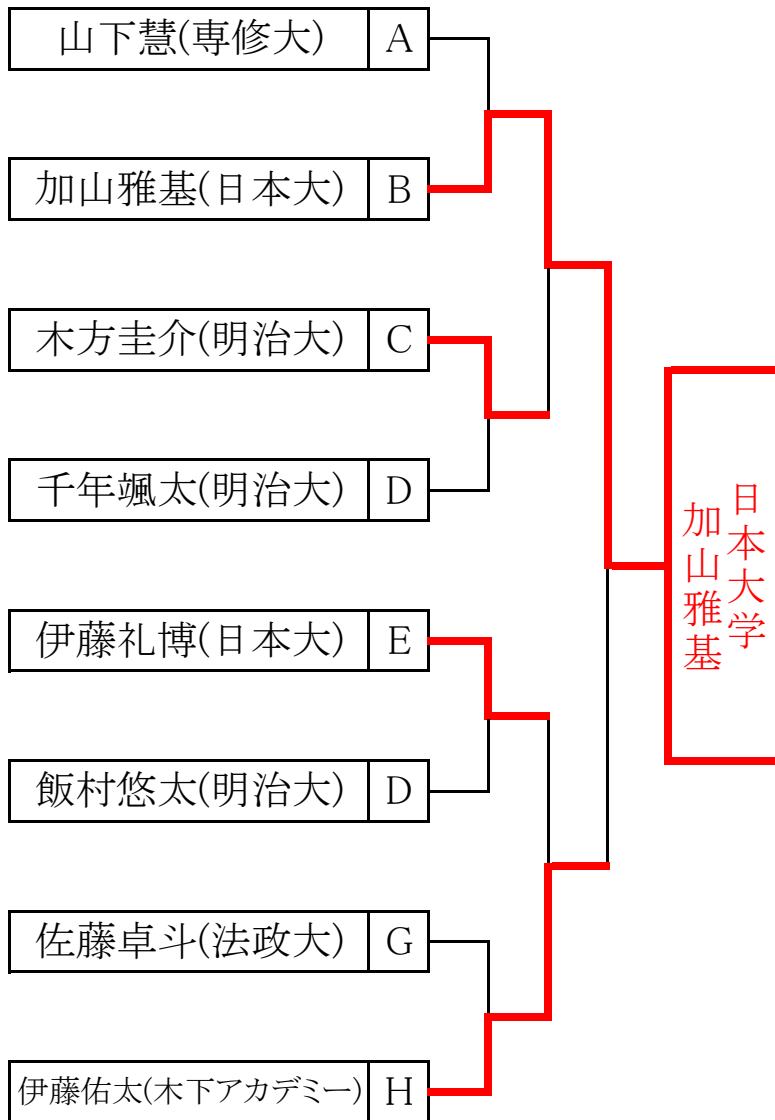 山下慧(専修大) A
加山雅基(日本大) B
木方圭介(明治大) C
千年颯太(明治大) D
伊藤礼博(日本大) E
飯村悠太(明治大) D
佐藤卓斗(法政大) G
伊藤佑太(木下アカデミー) H
日本大学
加山雅基